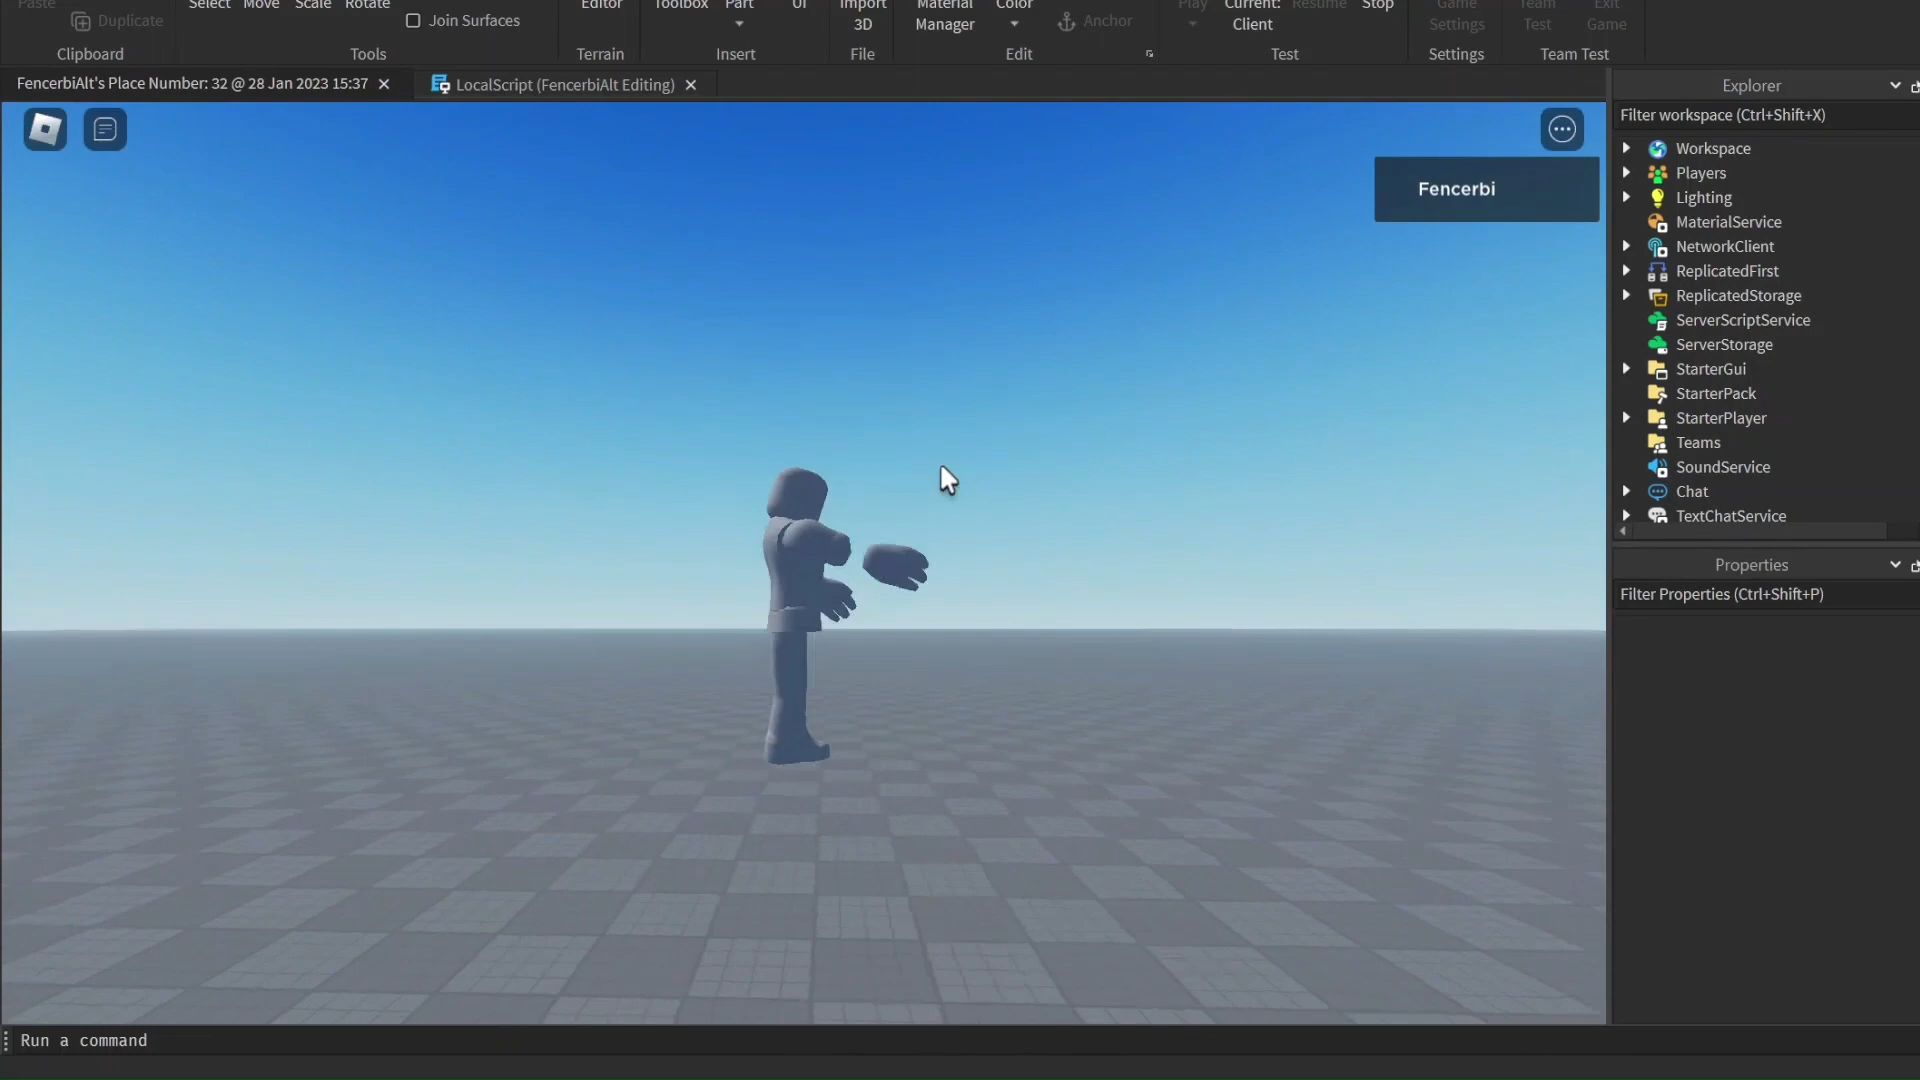 Paste
Duplicate
Clipboard
Select Move Scale Rotate
Join Surfaces
Tools
Editor
Terrain
Toolbox Part UI
Insert
Import
3D
File
Material
Manager
Color
Anchor
Edit
Play
Current:
Client
Resume Stop
Test
Game
Settings
Settings
Team
Test
Exit
Game
Team Test
FencerbiAlt's Place Number: 32 @ 28 Jan 2023 15:37
LocalScript (FencerbiAlt Editing)
Fencerbi
Explorer
Filter workspace (Ctrl+Shift+X)
Workspace
Players
Lighting
MaterialService
NetworkClient
ReplicatedFirst
ReplicatedStorage
ServerScriptService
ServerStorage
StarterGui
StarterPack
StarterPlayer
Teams
SoundService
Chat
TextChatService
Properties
Filter Properties (Ctrl+Shift+P)
Run a command